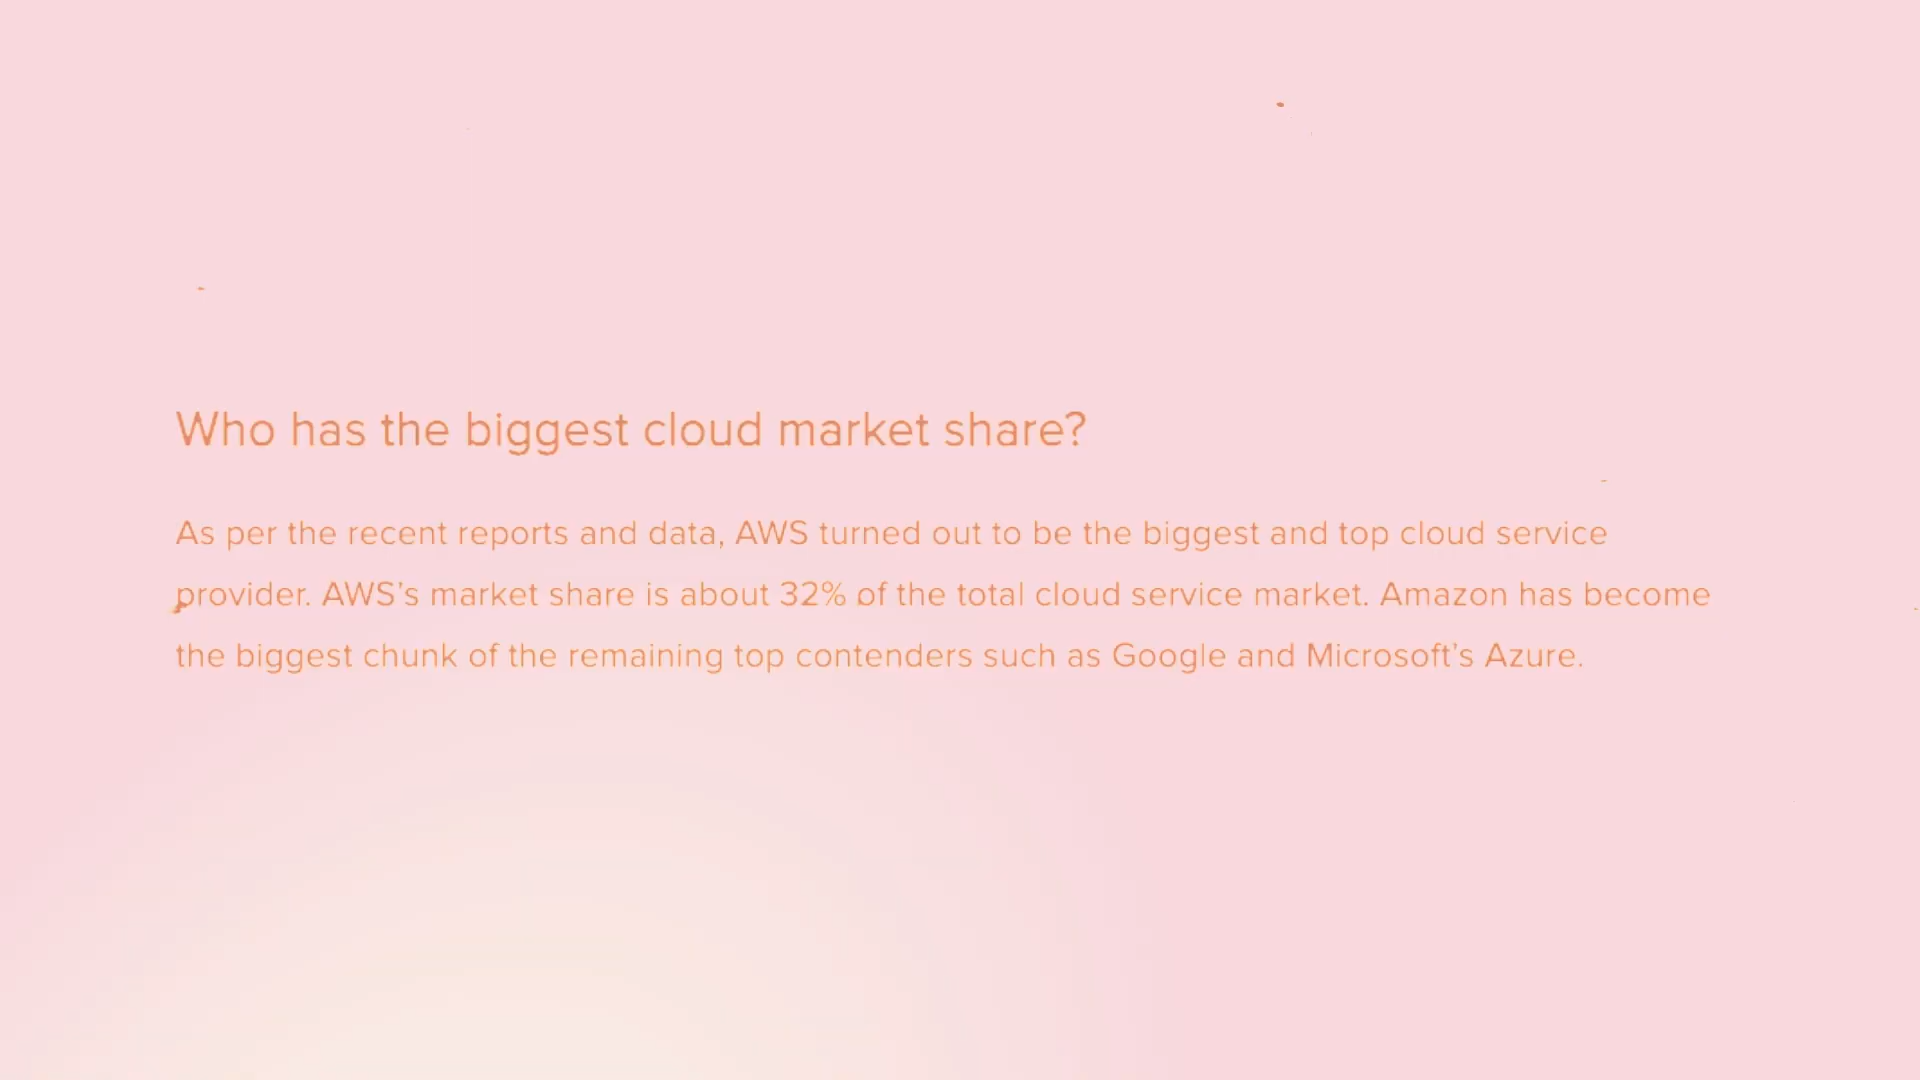 Who has the biggest cloud market share?
As per the recent reports and data, AWS turned out to be the biggest and top cloud service
provider. AWS’s market share is about 32% of the total cloud service market. Amazon has become
the biggest chunk of the remaining top contenders such as Google and Microsoft’s Azure.